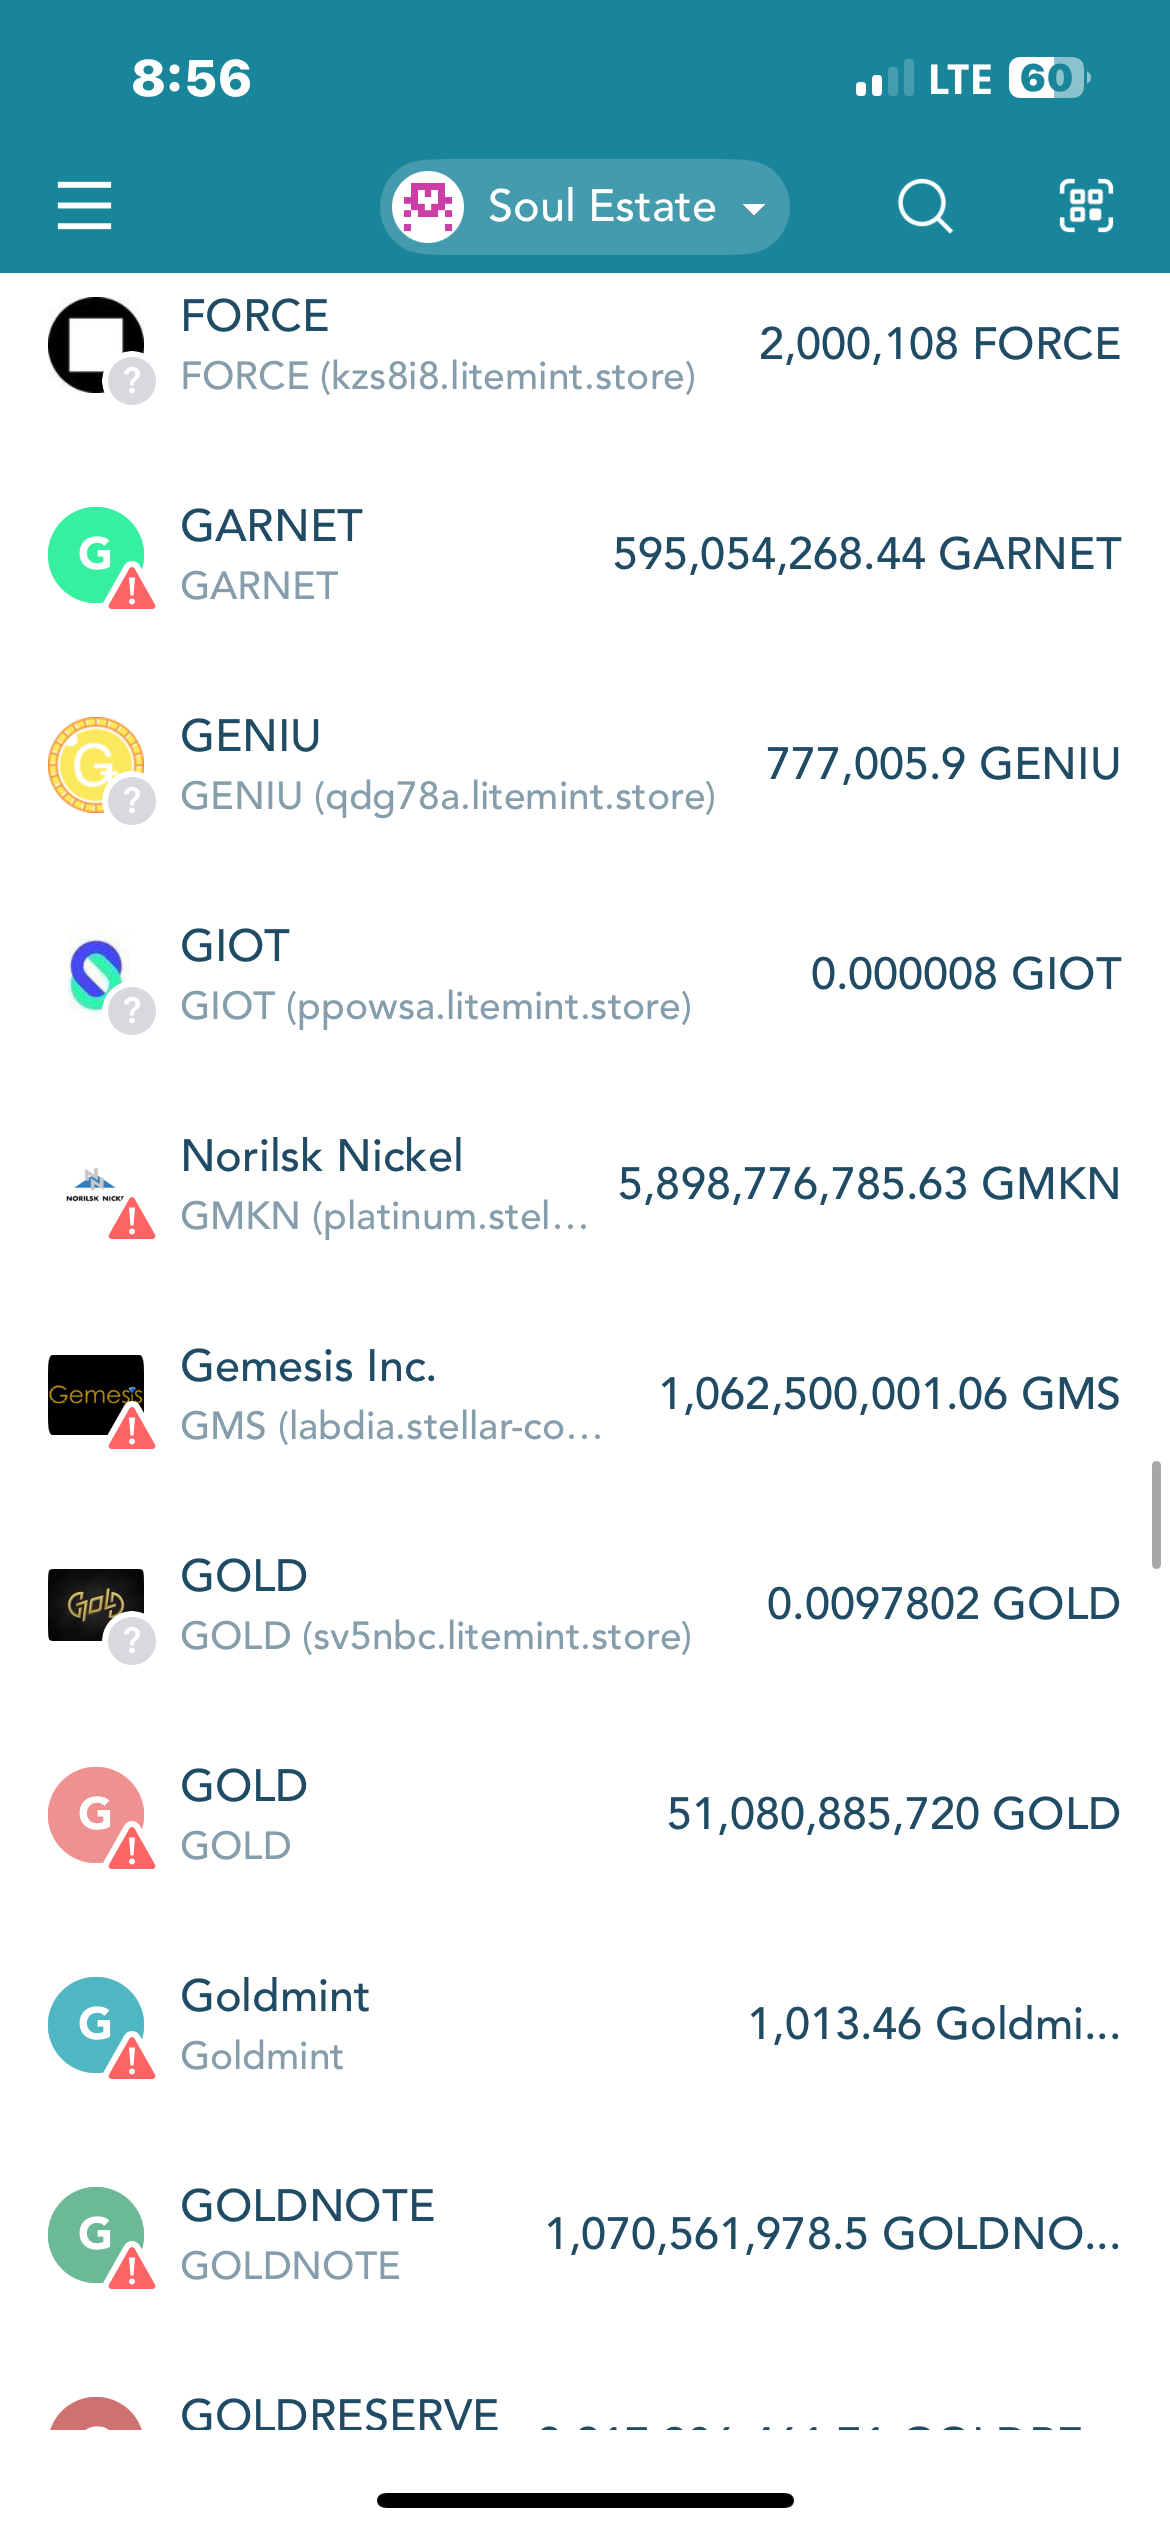 8:56
LTE 60
Soul Estate
FORCE
FORCE (kzs8i8.litemint.store)
2,000,108 FORCE
G
GARNET
GARNET
595,054,268.44 GARNET
GENIU
GENIU (qdg78a.litemint.store)
777,005.9 GENIU
GIOT
GIOT (ppowsa.litemint.store)
0.000008 GIOT
NORILSK NICK
Norilsk Nickel
GMKN (platinum.stel...
5,898,776,785.63 GMKN
Gemesis
Gemesis Inc.
GMS (labdia.stellar-co...
1,062,500,001.06 GMS
GOLD
GOLD
GOLD (sv5nbc.litemint.store)
0.0097802 GOLD
G
GOLD
GOLD
51,080,885,720 GOLD
G
Goldmint
Goldmint
1,013.46 Goldmi...
G
GOLDNOTE
GOLDNOTE
1,070,561,978.5 GOLDNO...
GOLDRESERVE